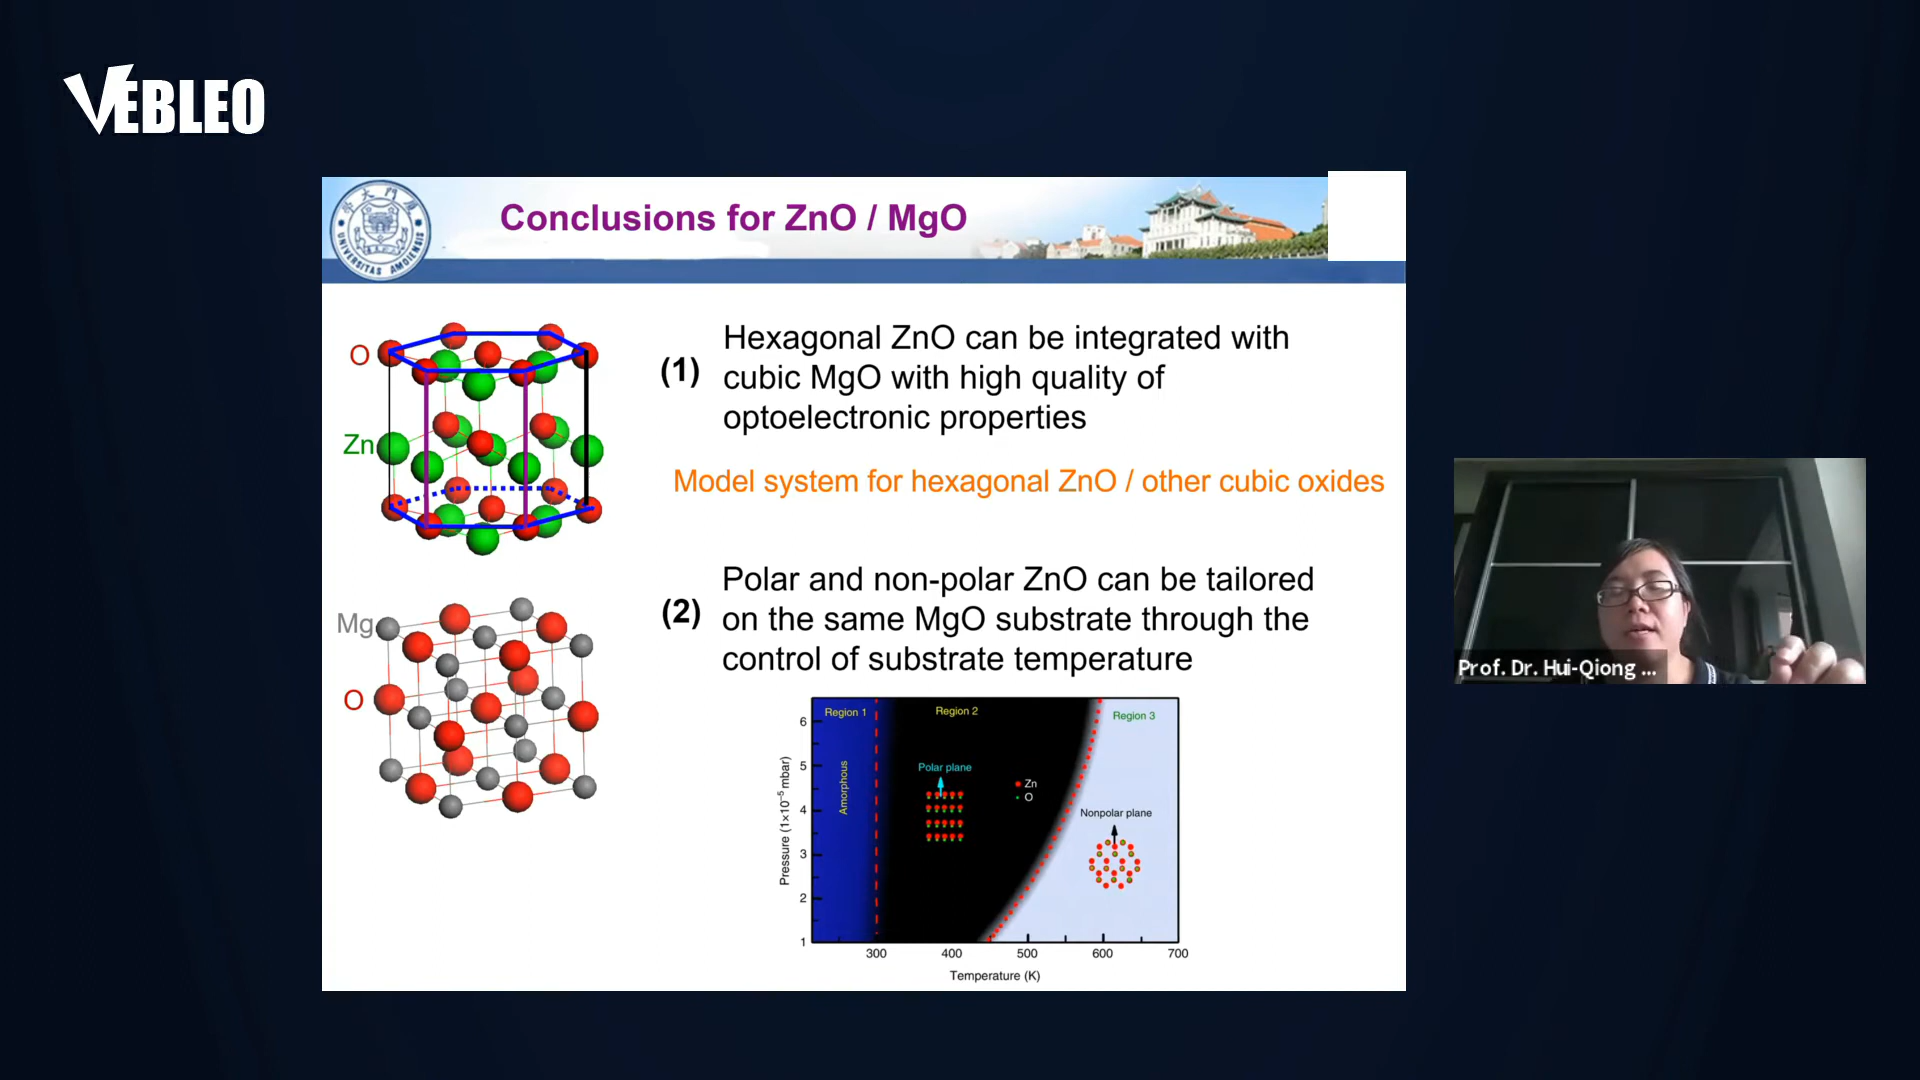 VEBLEO
UNIVERSITAS AMOIENSIS
Conclusions for ZnO / MgO
O
Zn
(1)
Hexagonal ZnO can be integrated with
cubic MgO with high quality of
optoelectronic properties
Model system for hexagonal ZnO / other cubic oxides
Mg
O
(2)
Polar and non-polar ZnO can be tailored
on the same MgO substrate through the
control of substrate temperature
Region 1
Region 2
Region 3
Amorphous
Polar plane
Zn
O
Nonpolar plane
Pressure (1×10⁻⁵ mbar)
6
5
4
3
2
1
300 400 500 600 700
Temperature (K)
Prof. Dr. Hui-Qiong ...